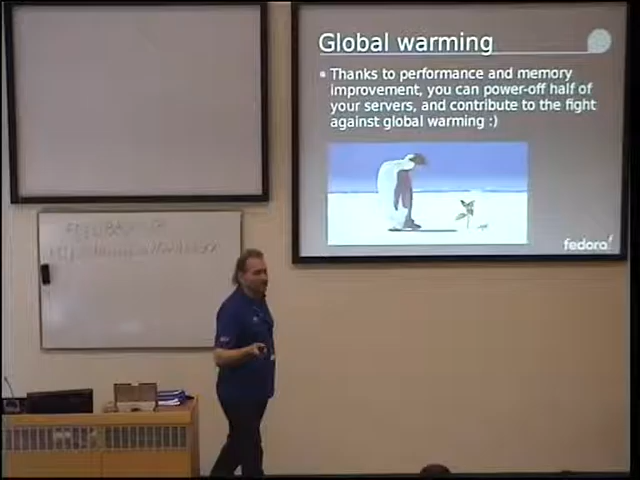 Global warming
Thanks to performance and memory
improvement, you can power-off half of
your servers, and contribute to the fight
against global warming :)
fedora